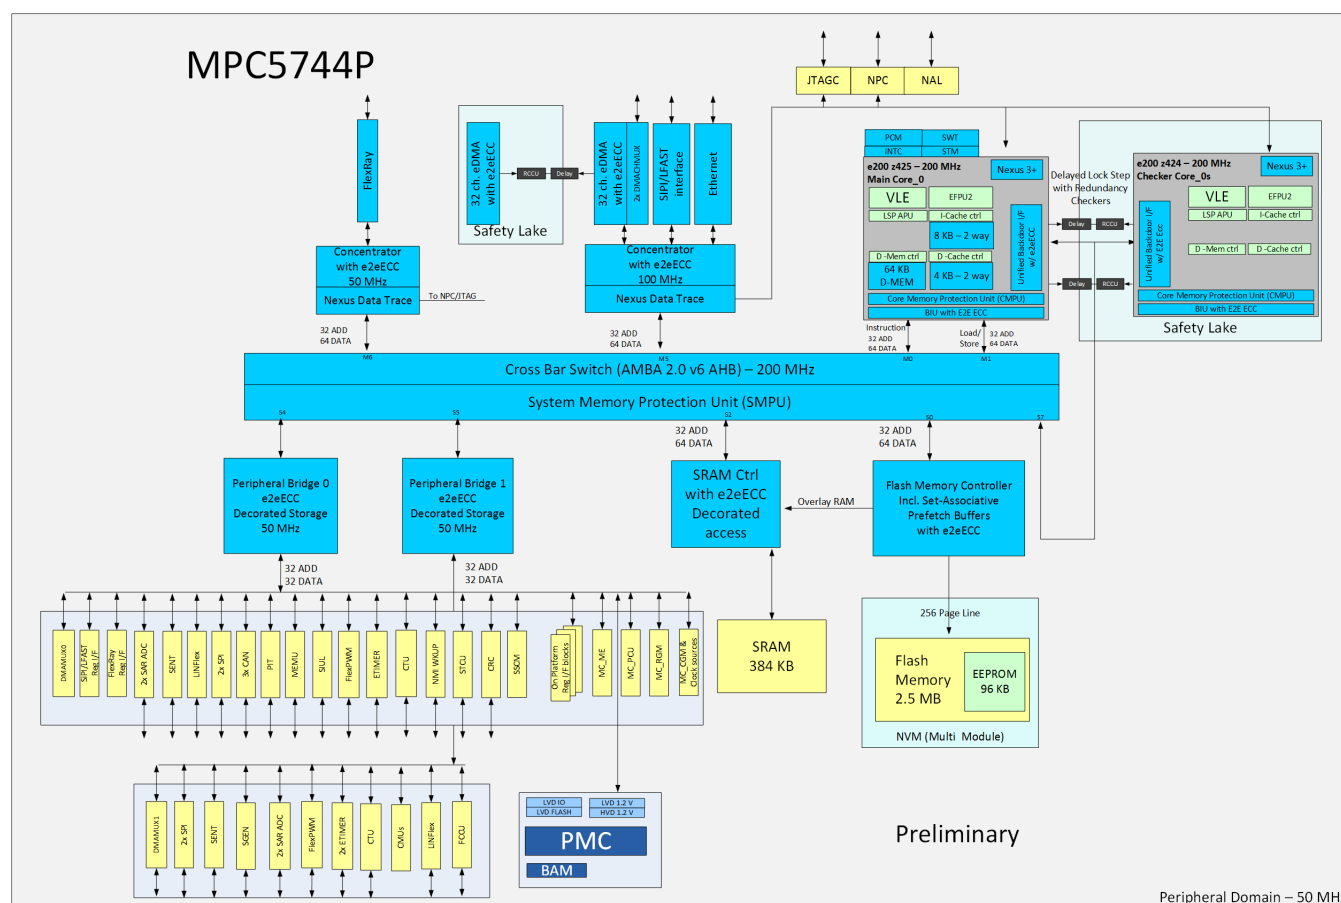 MPC5744P
JTAGC
NPC
NAL
FlexRay
32 ch. eDMA
with e2eECC
RCCU
Delay
Safety Lake
32 ch. eDMA
with e2eECC
2x DMACHMUX
SIPI/LFAST
interface
Ethernet
PCM
SWT
INTC
STM
e200 z425 – 200 MHz
Main Core_0
Nexus 3+
VLE
EFPU2
LSP APU
I-Cache ctrl
8 KB – 2 way
D -Mem ctrl
D -Cache ctrl
64 KB
D-MEM
4 KB – 2 way
Unified Backdoor I/F
w/ e2eECC
Core Memory Protection Unit (CMPU)
BIU with E2E ECC
Delayed Lock Step
with Redundancy
Checkers
Delay
RCCU
Delay
RCCU
e200 z424 – 200 MHz
Checker Core_0s
Nexus 3+
VLE
EFPU2
LSP APU
I-Cache ctrl
D -Mem ctrl
D -Cache ctrl
Unified Backdoor I/F
w/ E2E Ecc
Core Memory Protection Unit (CMPU)
BIU with E2E ECC
Safety Lake
Concentrator
with e2eECC
50 MHz
Nexus Data Trace
To NPC/JTAG
Concentrator
with e2eECC
100 MHz
Nexus Data Trace
32 ADD
64 DATA
M6
32 ADD
64 DATA
M5
Instruction
32 ADD
64 DATA
M0
Load/
Store
32 ADD
64 DATA
M1
Cross Bar Switch (AMBA 2.0 v6 AHB) – 200 MHz
System Memory Protection Unit (SMPU)
S4
S5
S2
S0
S7
32 ADD
64 DATA
32 ADD
64 DATA
Peripheral Bridge 0
e2eECC
Decorated Storage
50 MHz
Peripheral Bridge 1
e2eECC
Decorated Storage
50 MHz
SRAM Ctrl
with e2eECC
Decorated
access
Overlay RAM
Flash Memory Controller
Incl. Set-Associative
Prefetch Buffers
with e2eECC
32 ADD
32 DATA
32 ADD
32 DATA
DMAMUX0
SIPI/LFAST
Reg I/F
FlexRay
Reg I/F
2x SAR ADC
SENT
LINFlex
2x SPI
3x CAN
PIT
MEMU
SIUL
FlexPWM
ETIMER
CTU
NMI WKUP
STCU
CRC
SSCM
On Platform
Reg I/F blocks
MC_ME
MC_PCU
MC_RGM
MC_CGM &
Clock sources
SRAM
384 KB
256 Page Line
Flash
Memory
2.5 MB
EEPROM
96 KB
NVM (Multi Module)
DMAMUX1
2x SPI
SENT
SGEN
2x SAR ADC
FlexPWM
2x ETIMER
CTU
CMUs
LINFlex
FCCU
LVD IO
LVD 1.2 V
LVD FLASH
HVD 1.2 V
PMC
BAM
Preliminary
Peripheral Domain – 50 MH